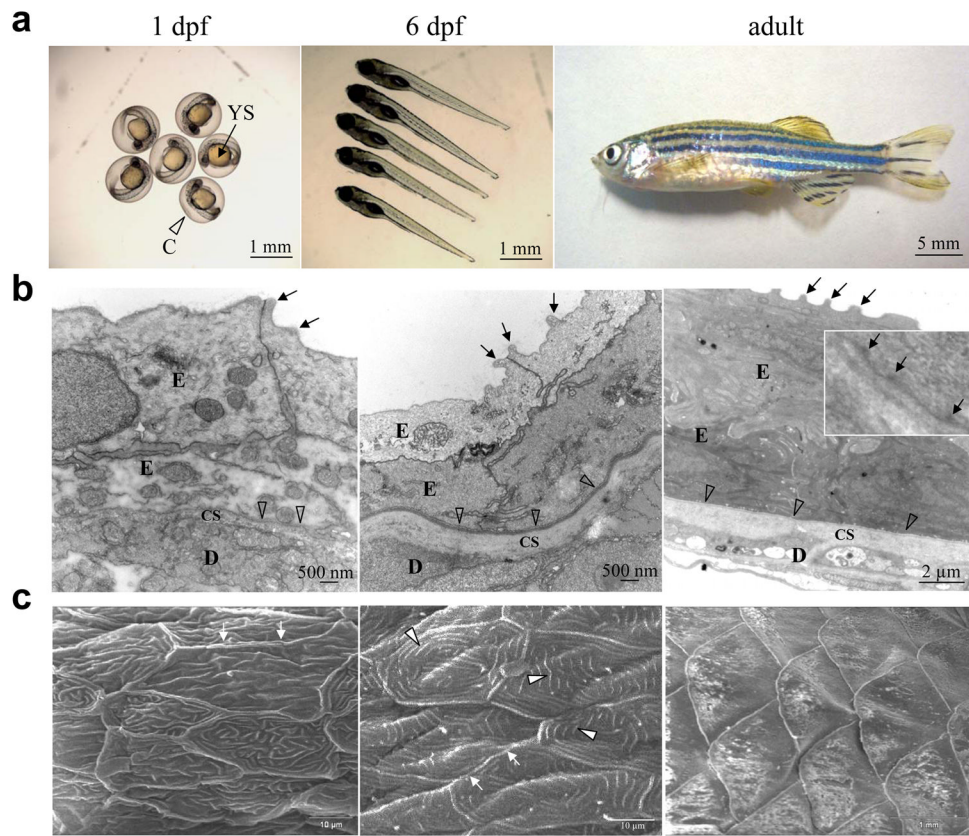 a
1 dpf
6 dpf
adult
YS
C
1 mm
1 mm
5 mm
b
E
E
CS
D
500 nm
E
E
CS
D
500 nm
E
E
CS
D
2 µm
c
10 µm
10 µm
1 mm